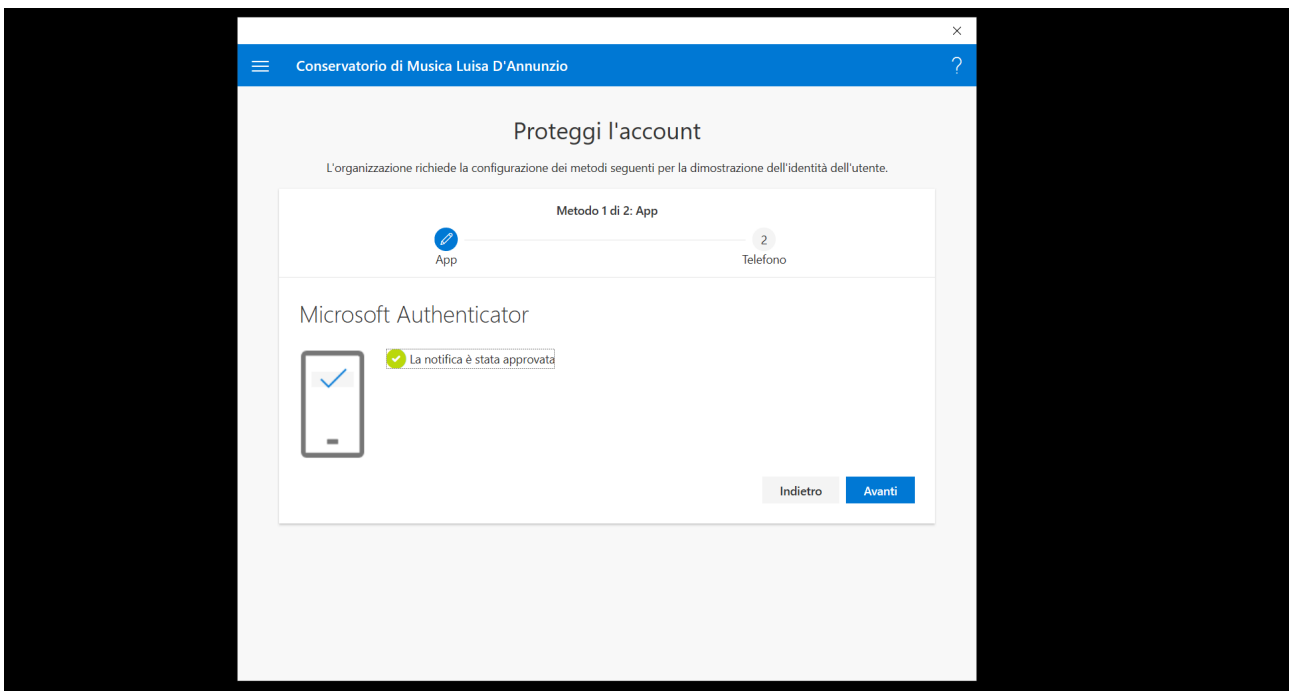 Conservatorio di Musica Luisa D'Annunzio
?
Proteggi l'account
L'organizzazione richiede la configurazione dei metodi seguenti per la dimostrazione dell'identità dell'utente.
Metodo 1 di 2: App
2
App
Telefono
Microsoft Authenticator
La notifica è stata approvata
Indietro
Avanti